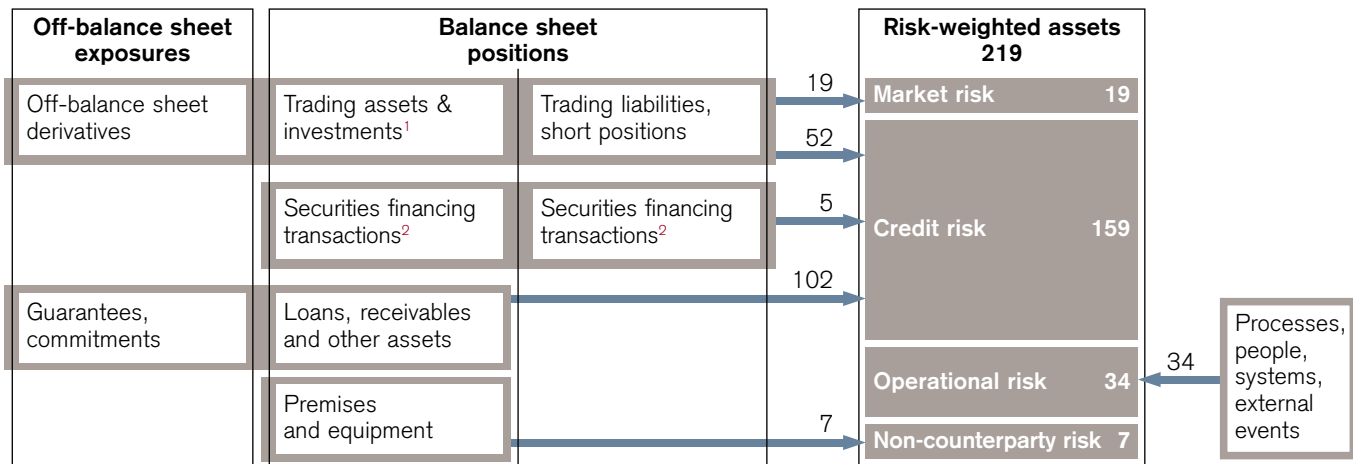 Off-balance sheet
exposures
Balance sheet
positions
Risk-weighted assets
219
Off-balance sheet
derivatives
Trading assets &
investments1
Trading liabilities,
short positions
19
Market risk 19
52
Securities financing
transactions2
Securities financing
transactions2
5
Credit risk 159
102
Guarantees,
commitments
Loans, receivables
and other assets
Operational risk 34
34
Processes,
people,
systems,
external
events
Premises
and equipment
7
Non-counterparty risk 7